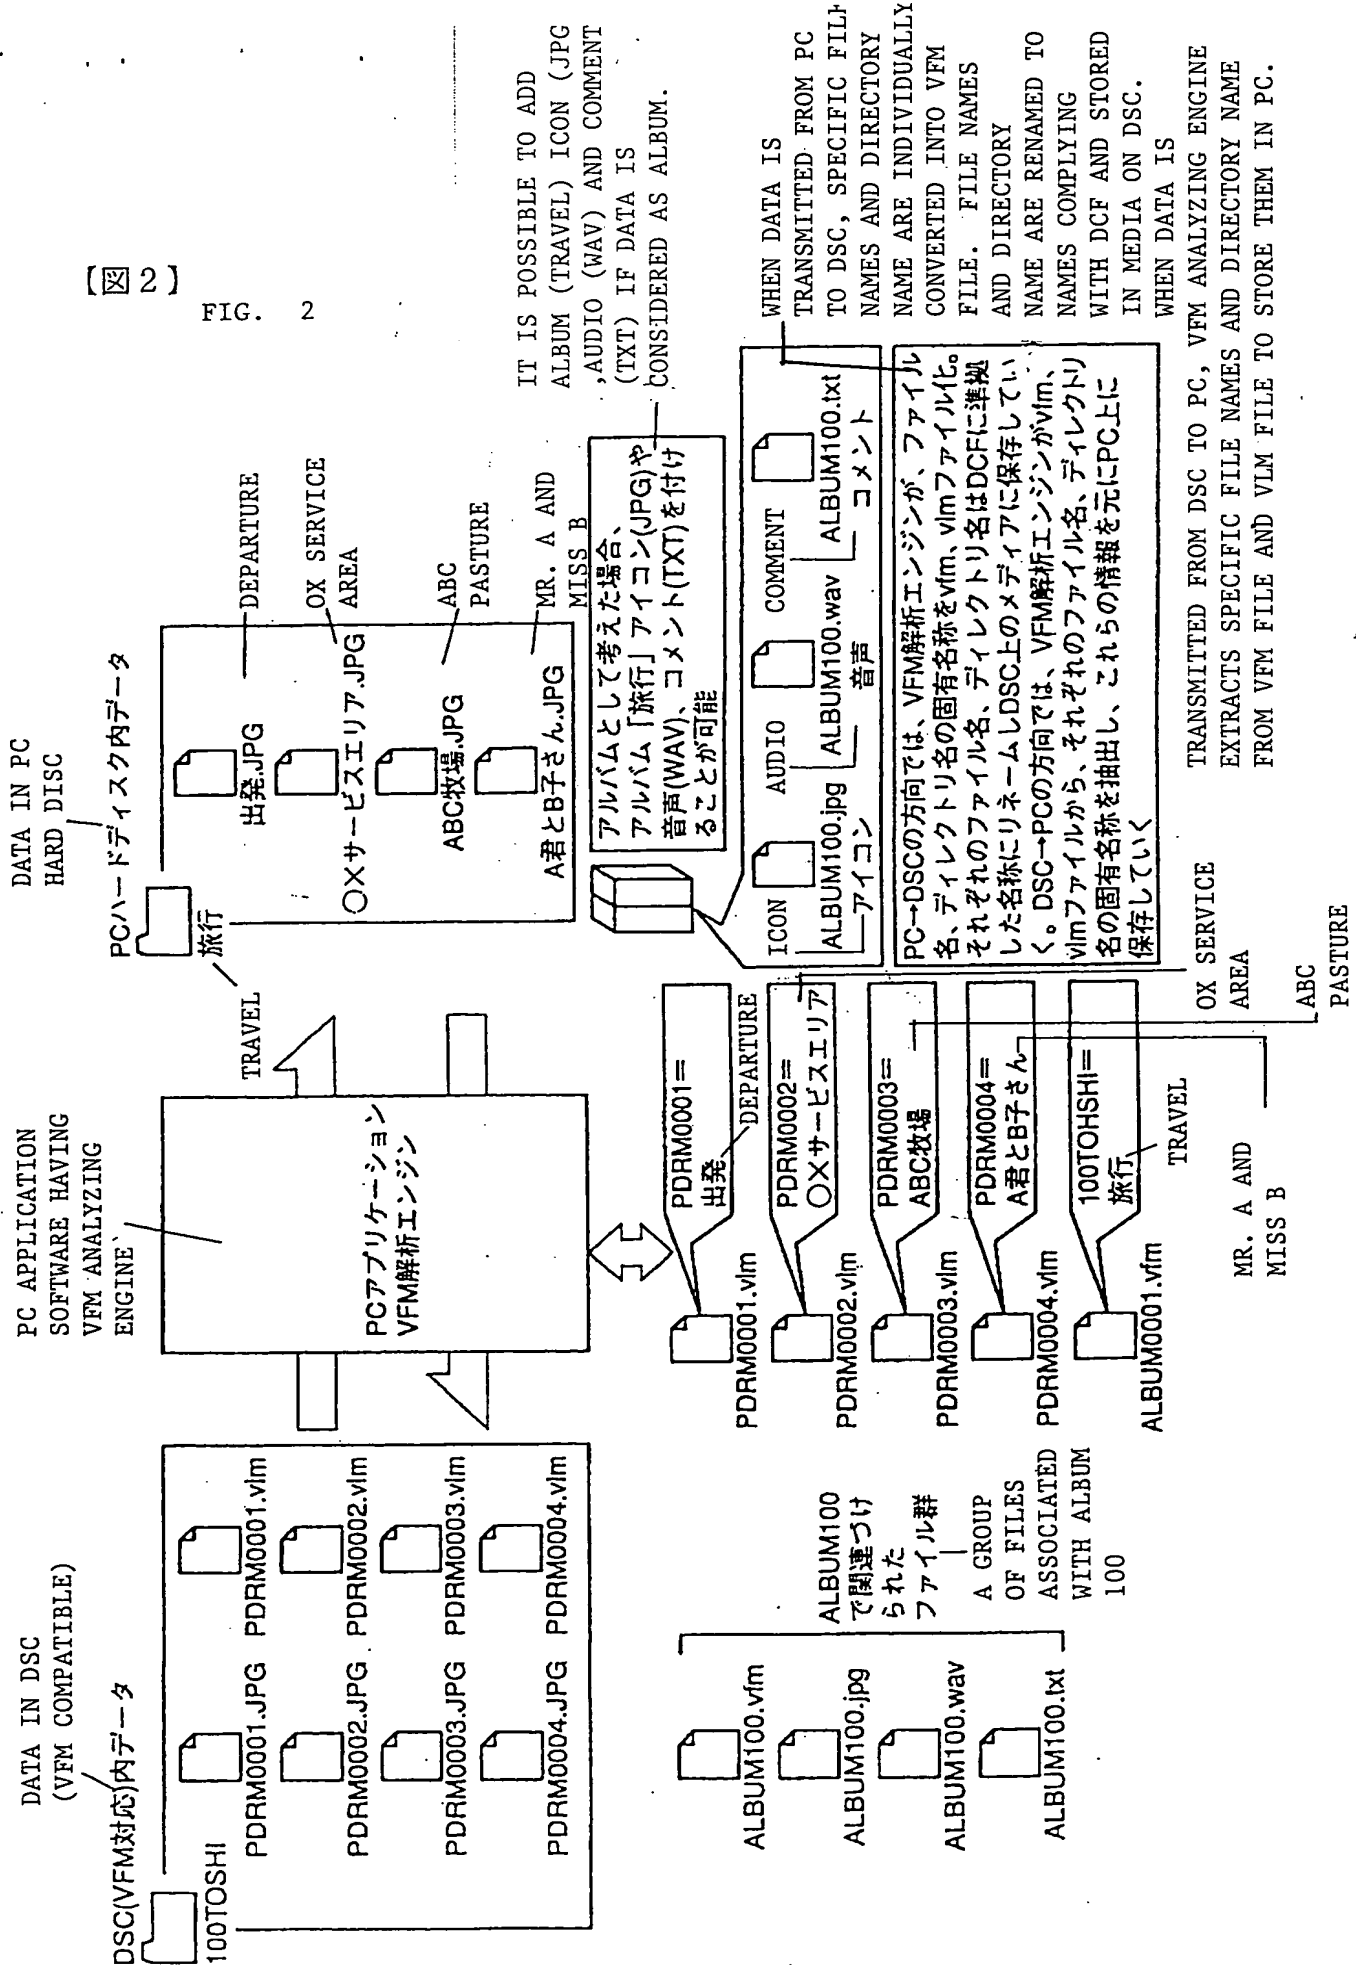 【図2】
FIG. 2
DATA IN DSC
(VFM COMPATIBLE)
DSC(VFM対応)内データ
100TOSHI
PDRM0001.JPG
PDRM0001.vlm
PDRM0002.JPG
PDRM0002.vlm
PDRM0003.JPG
PDRM0003.vlm
PDRM0004.JPG
PDRM0004.vlm
PC APPLICATION
SOFTWARE HAVING
VFM ANALYZING
ENGINE
PCアプリケーション
VFM解析エンジン
DATA IN PC
HARD DISC
PCハードディスク内データ
TRAVEL
旅行
出発.JPG
DEPARTURE
〇Xサービスエリア.JPG
OX SERVICE
AREA
ABC牧場.JPG
ABC
PASTURE
A君とB子さん.JPG
MR. A AND
MISS B
IT IS POSSIBLE TO ADD
ALBUM (TRAVEL) ICON (JPG
,AUDIO (WAV) AND COMMENT
(TXT) IF DATA IS
CONSIDERED AS ALBUM.
アルバムとして考えた場合、
アルバム「旅行」アイコン(JPG)や
音声(WAV)、コメント(TXT)を付け
ることが可能
ICON
ALBUM100.jpg
アイコン
AUDIO
ALBUM100.wav
音声
COMMENT
ALBUM100.txt
コメント
PC→DSCの方向では、VFM解析エンジンが、ファイル
名、ディレクトリ名の固有名称をvfm、vlmファイル化。
それぞれのファイル名、ディレクトリ名はDCFに準拠
した名称にリネームしDSC上のメディアに保存してい
く。DSC→PCの方向では、VFM解析エンジンがvfm、
vlmファイルから、それぞれのファイル名、ディレクトリ
名の固有名称を抽出し、これらの情報を元にPC上に
保存していく
WHEN DATA IS
TRANSMITTED FROM PC
TO DSC, SPECIFIC FILE
NAMES AND DIRECTORY
NAME ARE INDIVIDUALLY
CONVERTED INTO VFM
FILE. FILE NAMES
AND DIRECTORY
NAME ARE RENAMED TO
NAMES COMPLYING
WITH DCF AND STORED
IN MEDIA ON DSC.
WHEN DATA IS
TRANSMITTED FROM DSC TO PC, VFM ANALYZING ENGINE
EXTRACTS SPECIFIC FILE NAMES AND DIRECTORY NAME
FROM VFM FILE AND VLM FILE TO STORE THEM IN PC.
ALBUM100.vfm
ALBUM100.jpg
ALBUM100.wav
ALBUM100.txt
ALBUM100
で関連づけ
られた
ファイル群
A GROUP
OF FILES
ASSOCIATED
WITH ALBUM
100
PDRM0001.vlm
PDRM0001=
出発
DEPARTURE
PDRM0002.vlm
PDRM0002=
〇Xサービスエリア
OX SERVICE
AREA
PDRM0003.vlm
PDRM0003=
ABC牧場
ABC
PASTURE
PDRM0004.vlm
PDRM0004=
A君とB子さん
MR. A AND
MISS B
ALBUM0001.vfm
100TOHSHI=
旅行
TRAVEL